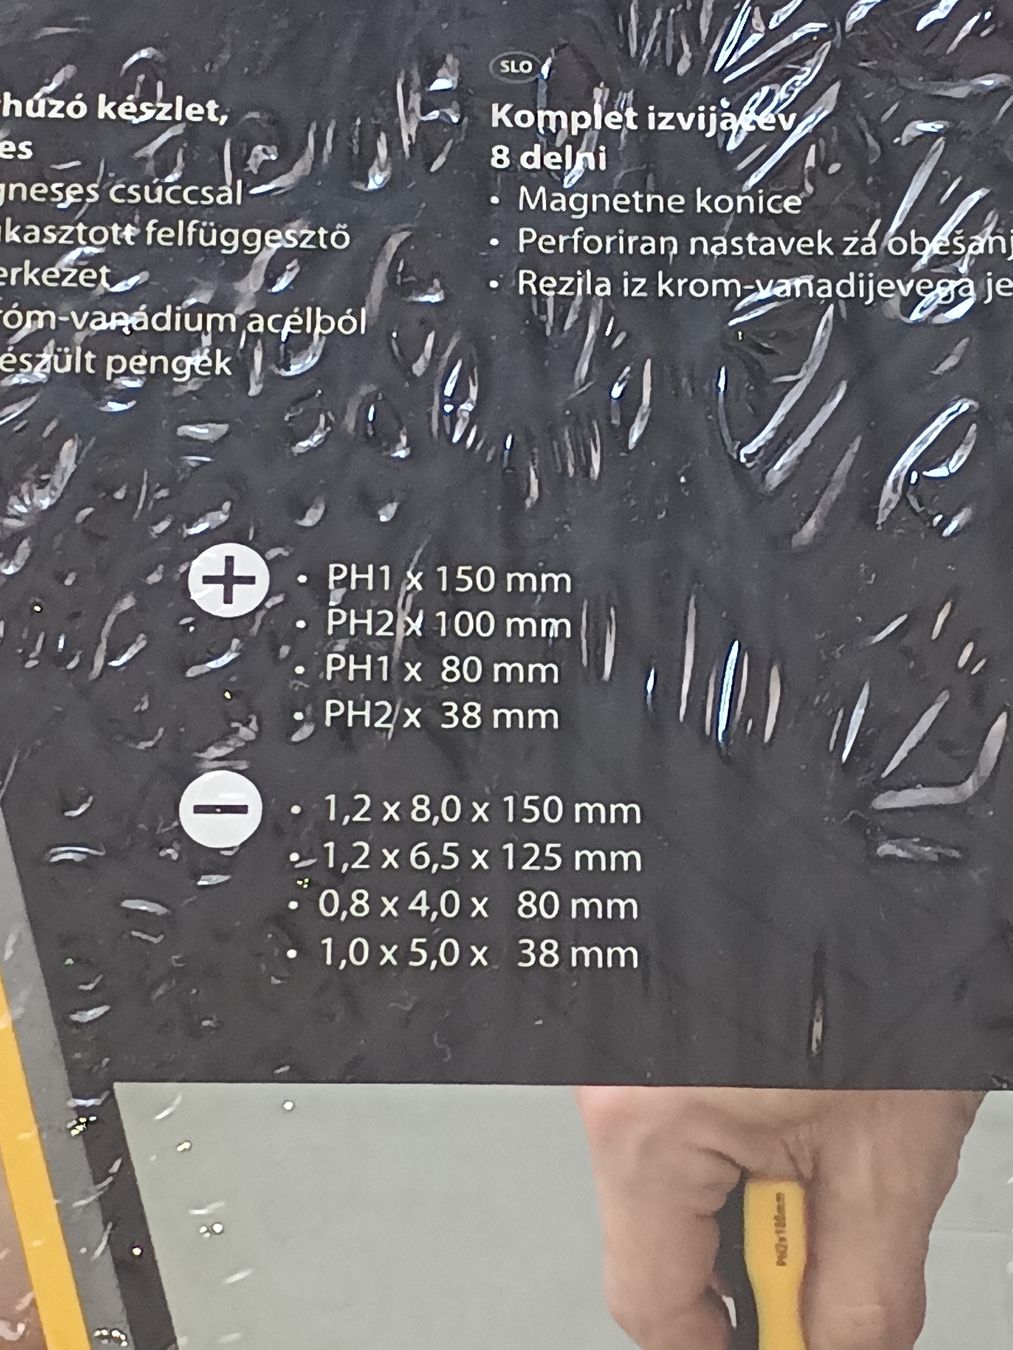 húzó készlet,
es
gneses csúccsal
kasztott felfüggesztő
erkezet
róm-vanádium acélból
észült pengék
SLO
Komplet izvijačev
8 delni
• Magnetne konice
• Perforiran nastavek za obešanj
• Rezila iz krom-vanadijevega je
+
• PH1 x 150 mm
• PH2 x 100 mm
• PH1 x 80 mm
• PH2 x 38 mm
−
• 1,2 x 8,0 x 150 mm
• 1,2 x 6,5 x 125 mm
• 0,8 x 4,0 x 80 mm
• 1,0 x 5,0 x 38 mm
PH2x100mm